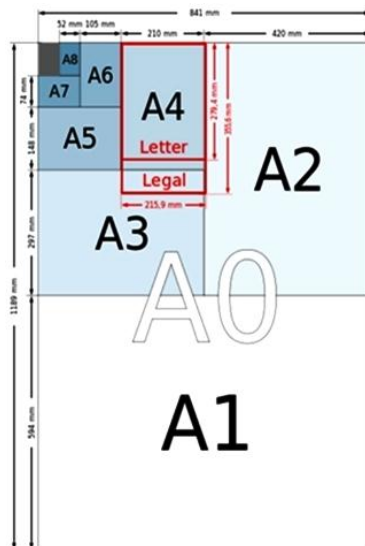 841 mm
52 mm 105 mm 210 mm 420 mm
A8
A7
A6
A5
A4
Letter
Legal
215,9 mm
279,4 mm
355,6 mm
A3
A2
A0
A1
74 mm
148 mm
297 mm
594 mm
1189 mm